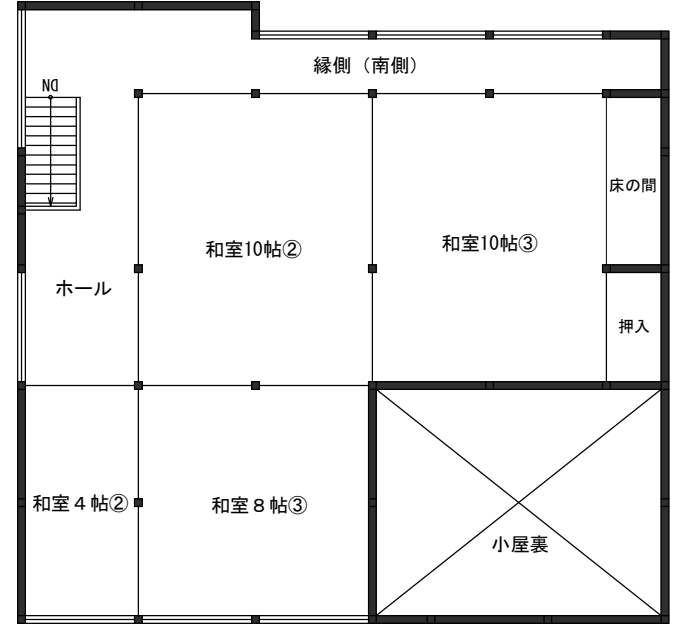 縁側（南側）
DN
床の間
和室10帖②
和室10帖③
ホール
押入
和室４帖②
和室８帖③
小屋裏